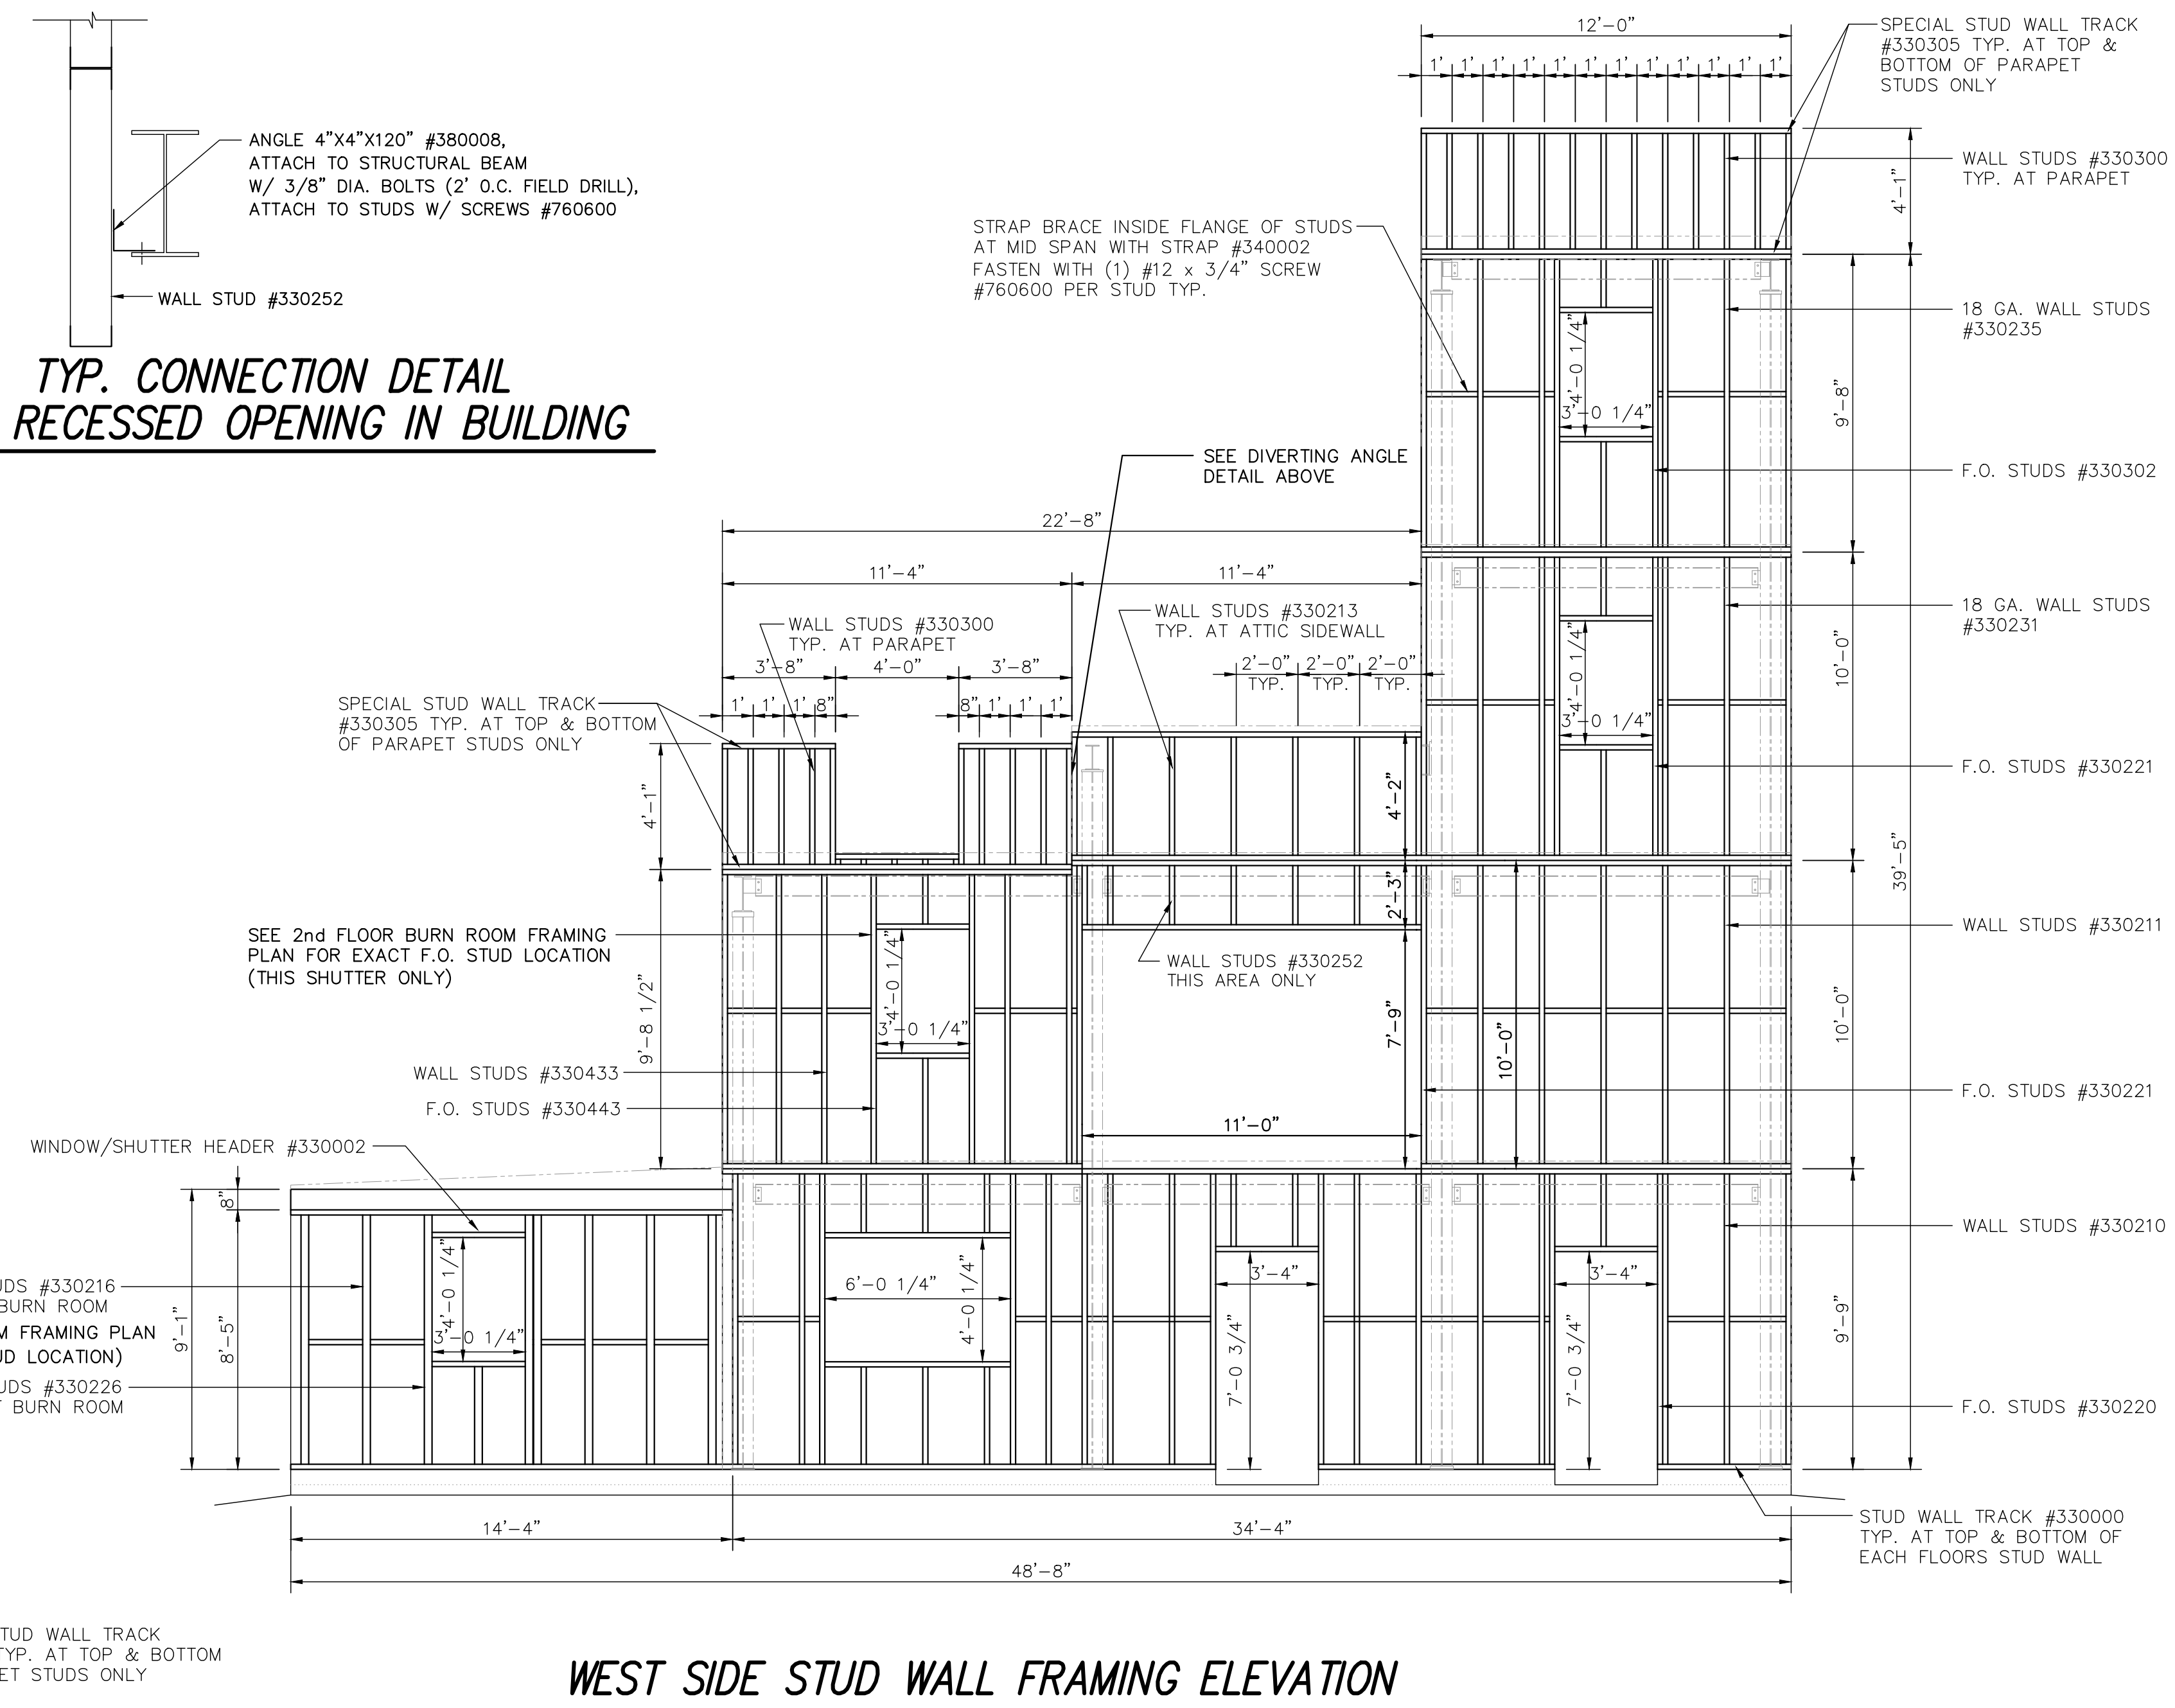 ANGLE 4"X4"X120" #380008,
ATTACH TO STRUCTURAL BEAM
W/ 3/8" DIA. BOLTS (2' O.C. FIELD DRILL),
ATTACH TO STUDS W/ SCREWS #760600
WALL STUD #330252
TYP. CONNECTION DETAIL
RECESSED OPENING IN BUILDING
12'-0"
1' 1' 1' 1' 1' 1' 1' 1' 1' 1' 1' 1'
SPECIAL STUD WALL TRACK
#330305 TYP. AT TOP &
BOTTOM OF PARAPET
STUDS ONLY
WALL STUDS #330300
TYP. AT PARAPET
4'-1"
STRAP BRACE INSIDE FLANGE OF STUDS
AT MID SPAN WITH STRAP #340002
FASTEN WITH (1) #12 x 3/4" SCREW
#760600 PER STUD TYP.
18 GA. WALL STUDS
#330235
4'-0 1/4"
3'-0 1/4"
9'-8"
F.O. STUDS #330302
SEE DIVERTING ANGLE
DETAIL ABOVE
22'-8"
11'-4" 11'-4"
WALL STUDS #330300
TYP. AT PARAPET
WALL STUDS #330213
TYP. AT ATTIC SIDEWALL
18 GA. WALL STUDS
#330231
3'-8" 4'-0" 3'-8"
2'-0" 2'-0" 2'-0"
TYP. TYP. TYP.
4'-0 1/4"
3'-0 1/4"
10'-0"
SPECIAL STUD WALL TRACK
#330305 TYP. AT TOP & BOTTOM
OF PARAPET STUDS ONLY
1' 1' 1' 8" 8" 1' 1' 1'
F.O. STUDS #330221
4'-1"
4'-2"
39'-5"
2'-3"
SEE 2nd FLOOR BURN ROOM FRAMING
PLAN FOR EXACT F.O. STUD LOCATION
(THIS SHUTTER ONLY)
WALL STUDS #330211
4'-0 1/4"
3'-0 1/4"
WALL STUDS #330252
THIS AREA ONLY
9'-8 1/2"
7'-9"
10'-0"
10'-0"
WALL STUDS #330433
F.O. STUDS #330443
F.O. STUDS #330221
11'-0"
WINDOW/SHUTTER HEADER #330002
8"
WALL STUDS #330210
UDS #330216
BURN ROOM
M FRAMING PLAN
UD LOCATION)
UDS #330226
T BURN ROOM
9'-1"
8'-5"
4'-0 1/4"
3'-0 1/4"
6'-0 1/4"
4'-0 1/4"
3'-4"
7'-0 3/4"
3'-4"
7'-0 3/4"
9'-9"
F.O. STUDS #330220
STUD WALL TRACK #330000
TYP. AT TOP & BOTTOM OF
EACH FLOORS STUD WALL
14'-4" 34'-4"
48'-8"
TUD WALL TRACK
TYP. AT TOP & BOTTOM
ET STUDS ONLY
WEST SIDE STUD WALL FRAMING ELEVATION